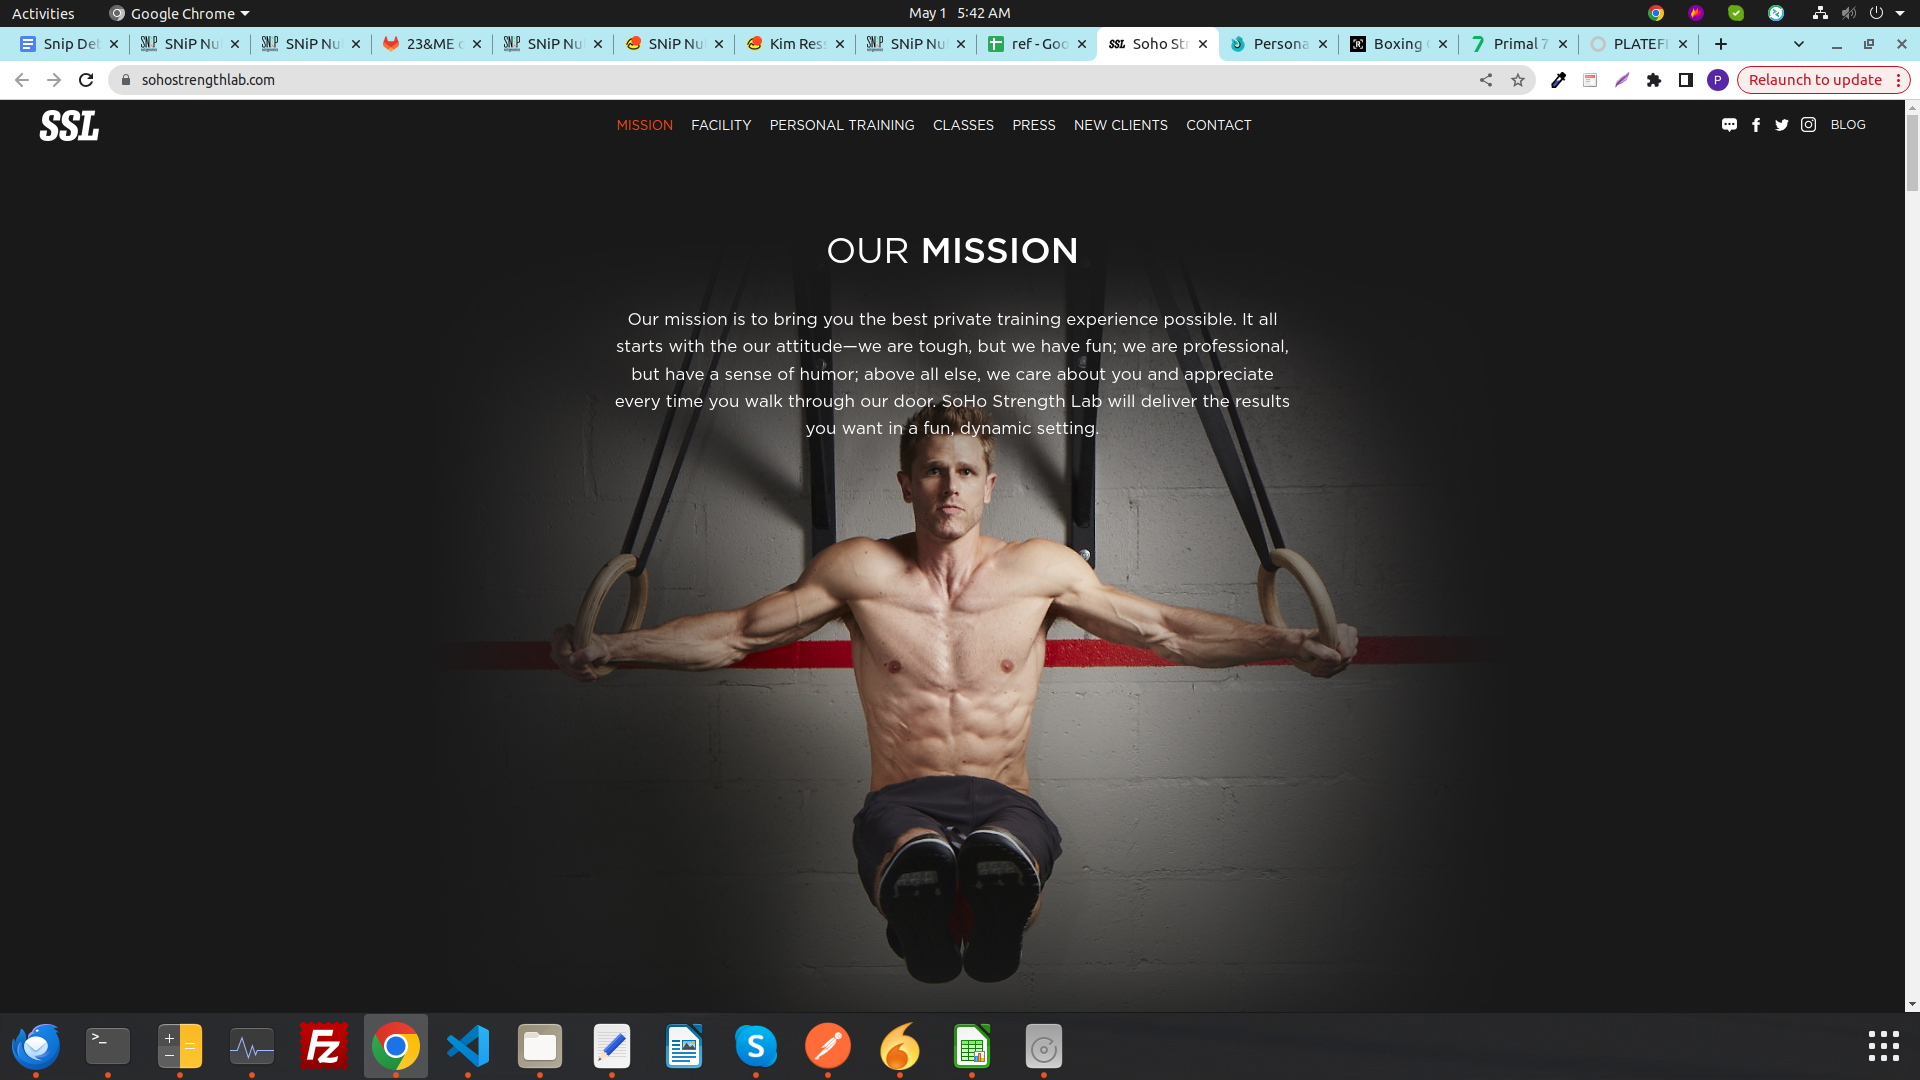 Activities Google Chrome May 1 5:42 AM
Snip De SNiP Nu SNiP Nu 23&ME SNiP Nu SNiP Nu Kim Res SNiP Nu ref - Goo Soho St Persona Boxing Primal 7 PLATEF
sohostrengthlab.com P Relaunch to update
SSL MISSION FACILITY PERSONAL TRAINING CLASSES PRESS NEW CLIENTS CONTACT BLOG
OUR MISSION
Our mission is to bring you the best private training experience possible. It all
starts with the our attitude—we are tough, but we have fun; we are professional,
but have a sense of humor; above all else, we care about you and appreciate
every time you walk through our door. SoHo Strength Lab will deliver the results
you want in a fun, dynamic setting.